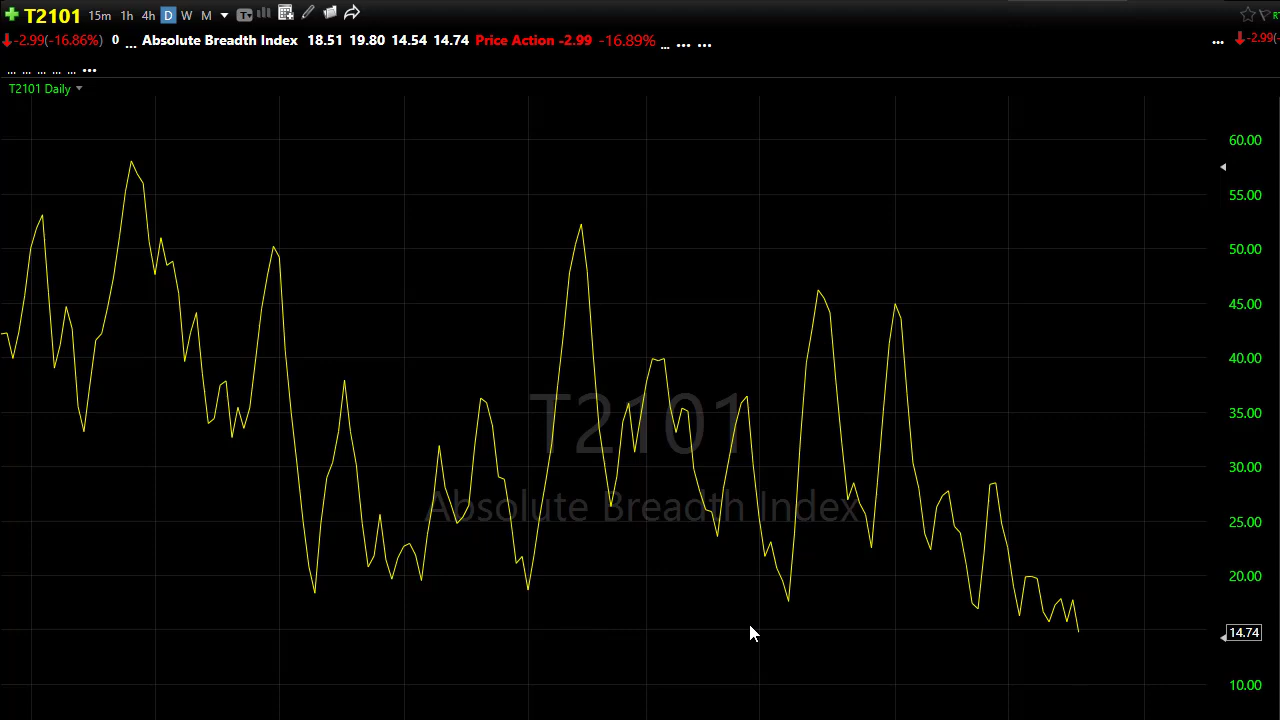 T2101 15m 1h 4h D W M
-2.99(-16.86%) 0 ... Absolute Breadth Index 18.51 19.80 14.54 14.74 Price Action -2.99 -16.89% ... ... ... ... -2.99(-
... ... ... ... ... ...
T2101 Daily
60.00
55.00
50.00
45.00
40.00
35.00
30.00
25.00
20.00
14.74
10.00
T2101
Absolute Breadth Index